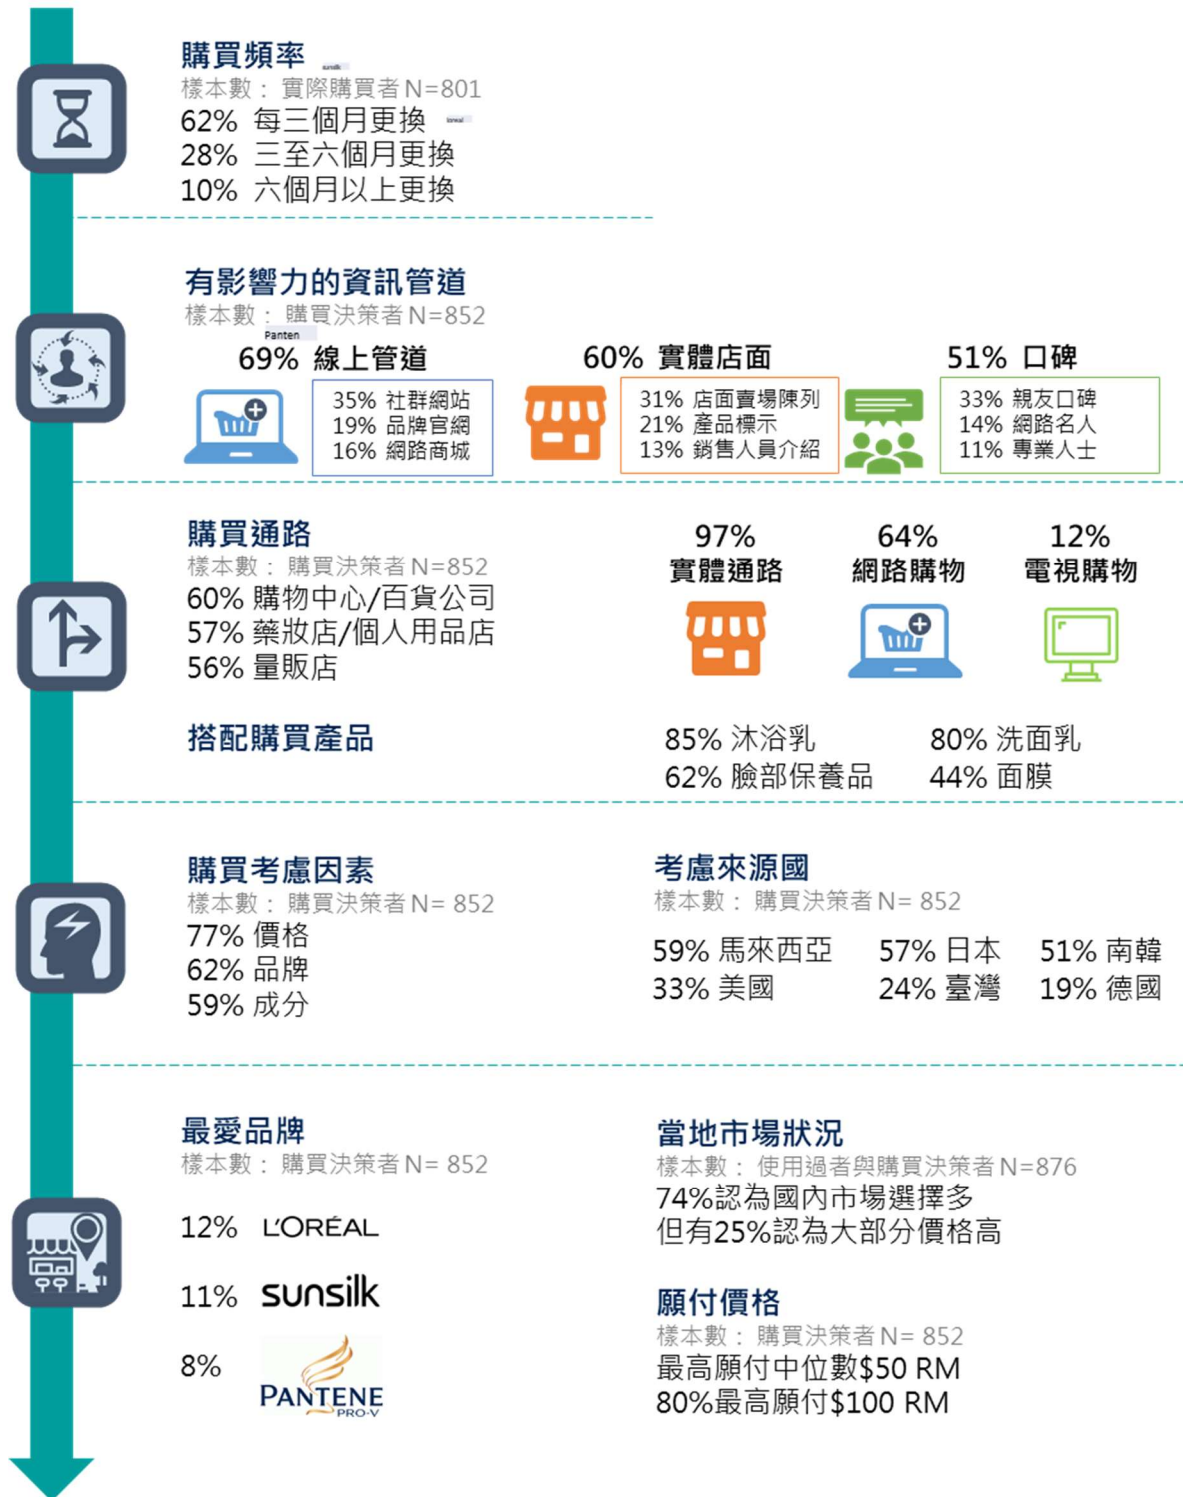 購買頻率
sunsilk
樣本數： 實際購買者 N=801
62% 每三個月更換
loreal
28% 三至六個月更換
10% 六個月以上更換
有影響力的資訊管道
樣本數： 購買決策者 N=852
Panten
69% 線上管道
35% 社群網站
19% 品牌官網
16% 網路商城
60% 實體店面
31% 店面賣場陳列
21% 產品標示
13% 銷售人員介紹
51% 口碑
33% 親友口碑
14% 網路名人
11% 專業人士
購買通路
樣本數： 購買決策者 N=852
60% 購物中心/百貨公司
57% 藥妝店/個人用品店
56% 量販店
97%
實體通路
64%
網路購物
12%
電視購物
搭配購買產品
85% 沐浴乳
80% 洗面乳
62% 臉部保養品
44% 面膜
購買考慮因素
樣本數： 購買決策者 N= 852
77% 價格
62% 品牌
59% 成分
考慮來源國
樣本數： 購買決策者 N= 852
59% 馬來西亞
57% 日本
51% 南韓
33% 美國
24% 臺灣
19% 德國
最愛品牌
樣本數： 購買決策者 N= 852
12% L'ORÉAL
11% sunsilk
8% PANTENE
PRO-V
當地市場狀況
樣本數： 使用過者與購買決策者 N=876
74%認為國內市場選擇多
但有25%認為大部分價格高
願付價格
樣本數： 購買決策者 N= 852
最高願付中位數$50 RM
80%最高願付$100 RM